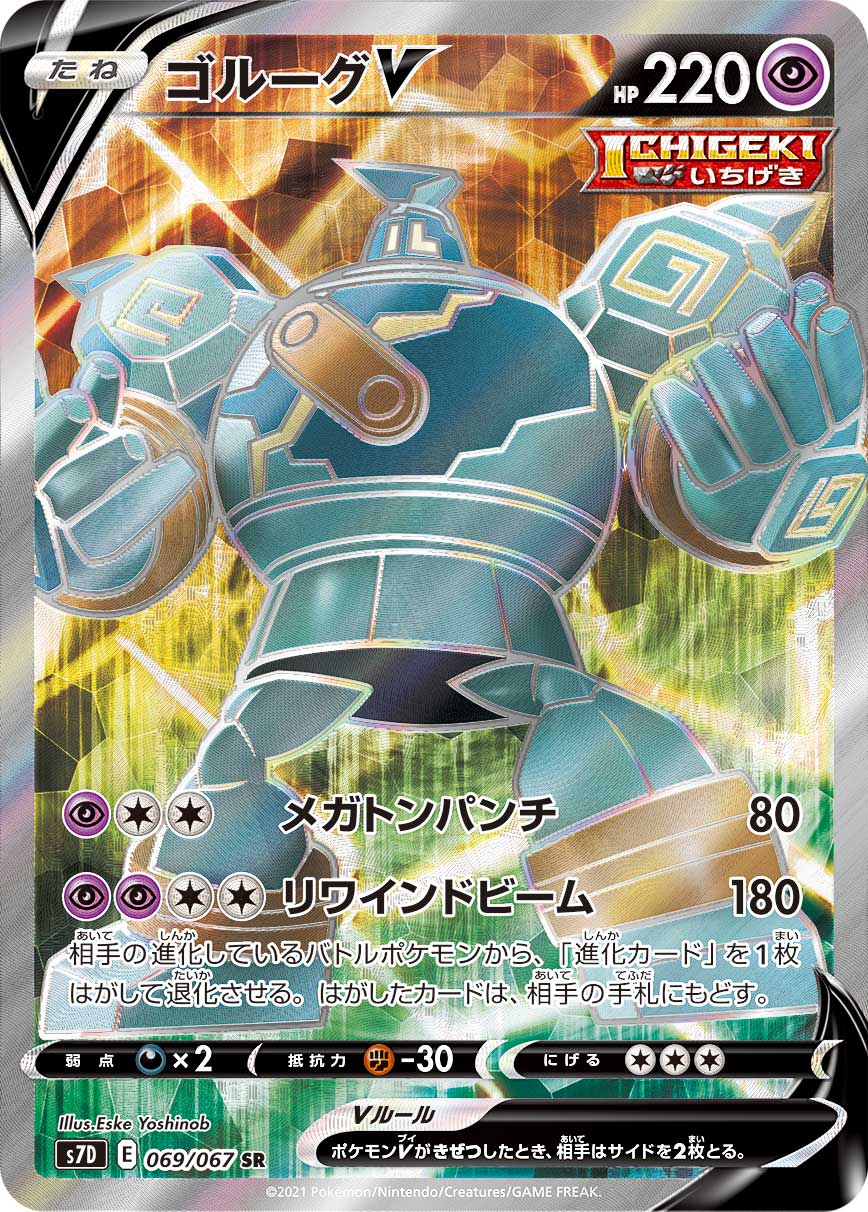 たね
ゴルーグV
HP 220
ICHIGEKI
いちげき
メガトンパンチ 80
リワインドビーム 180
相手の進化しているバトルポケモンから、「進化カード」を1枚
はがして退化させる。はがしたカードは、相手の手札にもどす。
弱点 ×2 抵抗力 -30 にげる
Illus.Eske Yoshinob
Vルール
ポケモンVがきぜつしたとき、相手はサイドを2枚とる。
s7D E 069/067 SR
©2021 Pokémon/Nintendo/Creatures/GAME FREAK.